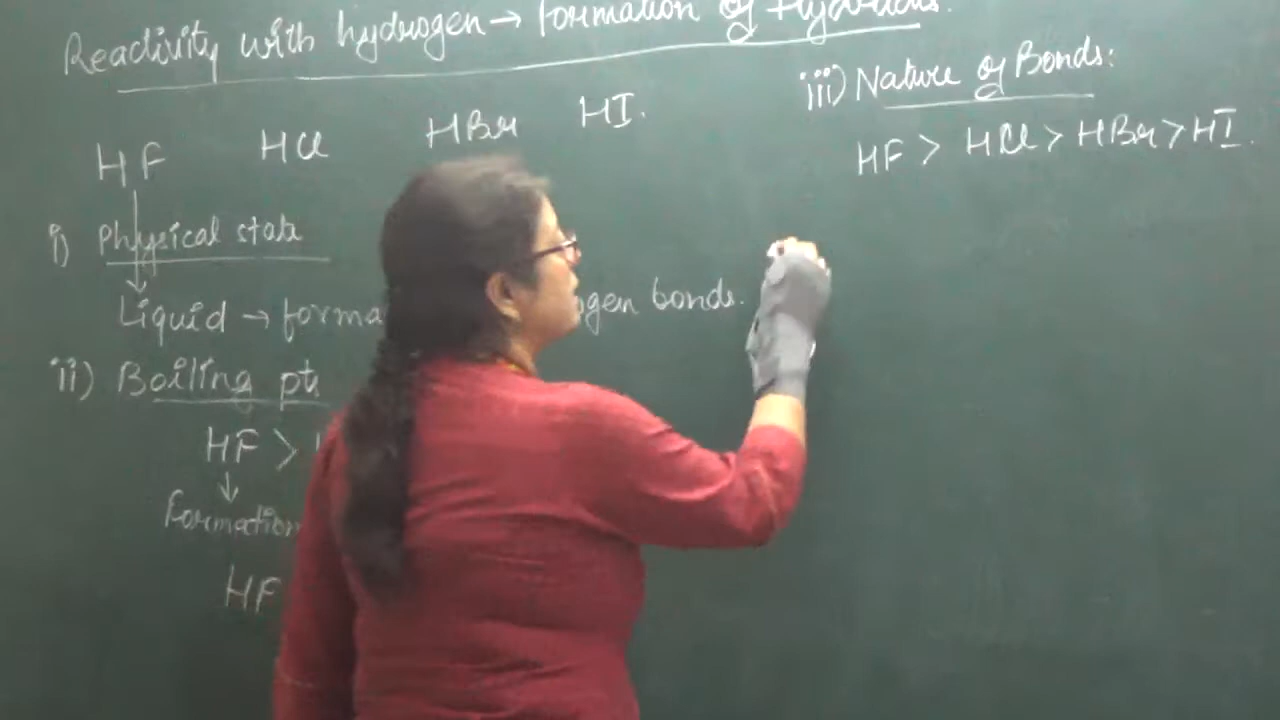 Reactivity with hydrogen → formation of Hydrides.
HF HCl HBr HI.
i) Physical state
Liquid → forma ogen bonds.
ii) Boiling pt
HF >
↓
Formation
HF
iii) Nature of Bonds:
HF > HCl > HBr > HI.